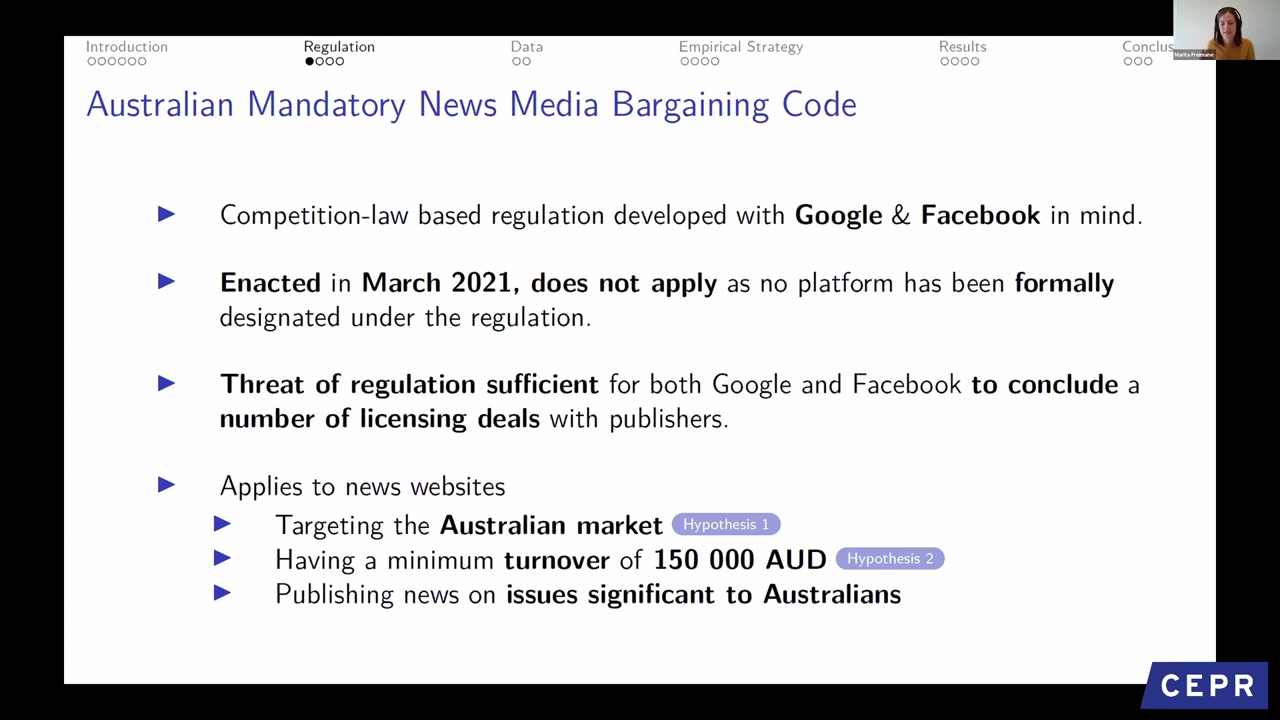 Introduction Regulation Data Empirical Strategy Results Conclus
Marita Freimane
Australian Mandatory News Media Bargaining Code
Competition-law based regulation developed with Google & Facebook in mind.
Enacted in March 2021, does not apply as no platform has been formally
designated under the regulation.
Threat of regulation sufficient for both Google and Facebook to conclude a
number of licensing deals with publishers.
Applies to news websites
Targeting the Australian market Hypothesis 1
Having a minimum turnover of 150 000 AUD Hypothesis 2
Publishing news on issues significant to Australians
CEPR